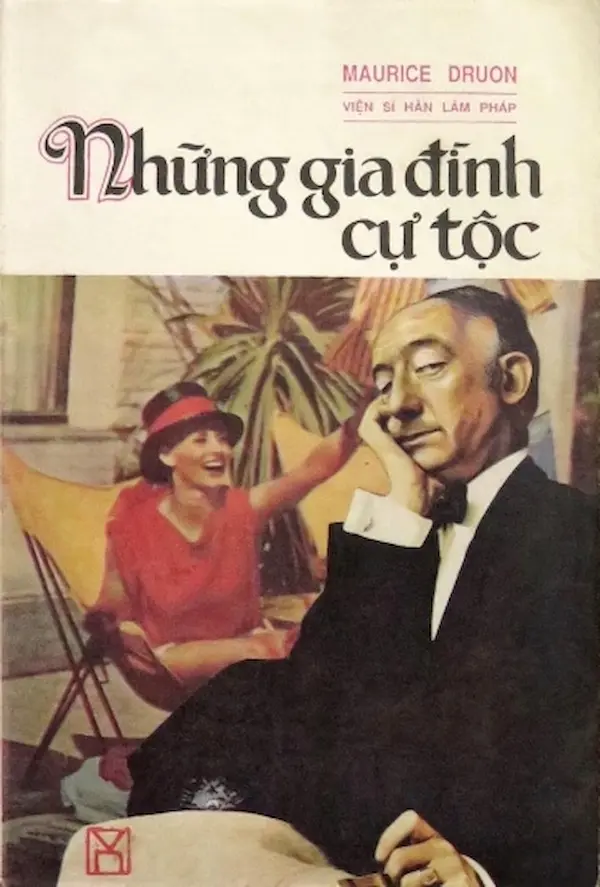 MAURICE DRUON
VIỆN SĨ HÀN LÂM PHÁP
Những gia đình
cự tộc